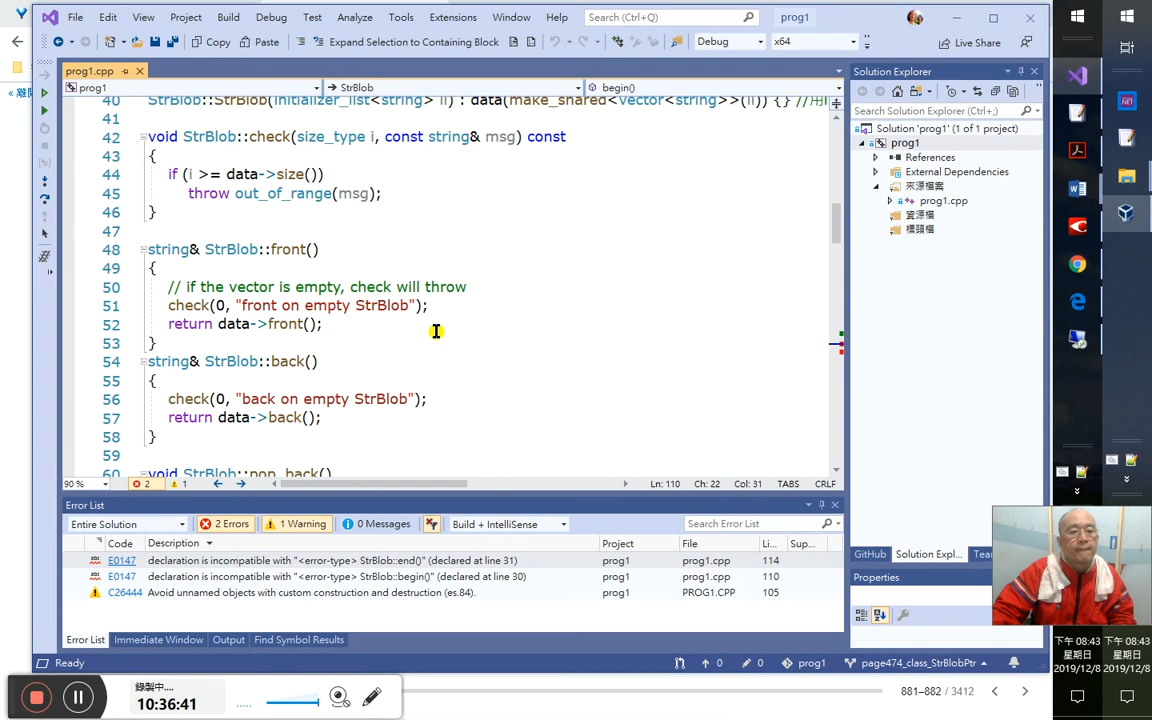 File Edit View Project Build Debug Test Analyze Tools Extensions Window Help Search (Ctrl+Q) prog1
Copy Paste Expand Selection to Containing Block Debug x64 Live Share
prog1.cpp
prog1 StrBlob begin()
40 StrBlob::StrBlob(initializer_list<string> il) : data(make_shared<vector<string>>(il)) {} //用
41
42 void StrBlob::check(size_type i, const string& msg) const
43 {
44 if (i >= data->size())
45 throw out_of_range(msg);
46 }
47
48 string& StrBlob::front()
49 {
50 // if the vector is empty, check will throw
51 check(0, "front on empty StrBlob");
52 return data->front();
53 }
54 string& StrBlob::back()
55 {
56 check(0, "back on empty StrBlob");
57 return data->back();
58 }
59
60 void StrBlob::pop_back()
90 % 2 1 Ln: 110 Ch: 22 Col: 31 TABS CRLF
Error List
Entire Solution 2 Errors 1 Warning 0 Messages Build + IntelliSense Search Error List
Code Description Project File Li... Sup...
E0147 declaration is incompatible with "<error-type> StrBlob::end()" (declared at line 31) prog1 prog1.cpp 114
E0147 declaration is incompatible with "<error-type> StrBlob::begin()" (declared at line 30) prog1 prog1.cpp 110
C26444 Avoid unnamed objects with custom construction and destruction (es.84). prog1 PROG1.CPP 105
Error List Immediate Window Output Find Symbol Results
Ready 0 0 prog1 page474_class_StrBlobPtr
Solution Explorer
Search Solution Explorer (Ctrl+;)
Solution 'prog1' (1 of 1 project)
prog1
References
External Dependencies
來源檔案
prog1.cpp
資源檔
標頭檔
GitHub Solution Expl... Team
Properties
« 離開
錄製中....
10:36:41
881–882 / 3412
下午 08:43 下午 08:43
星期日 星期日
2019/12/8 2019/12/8